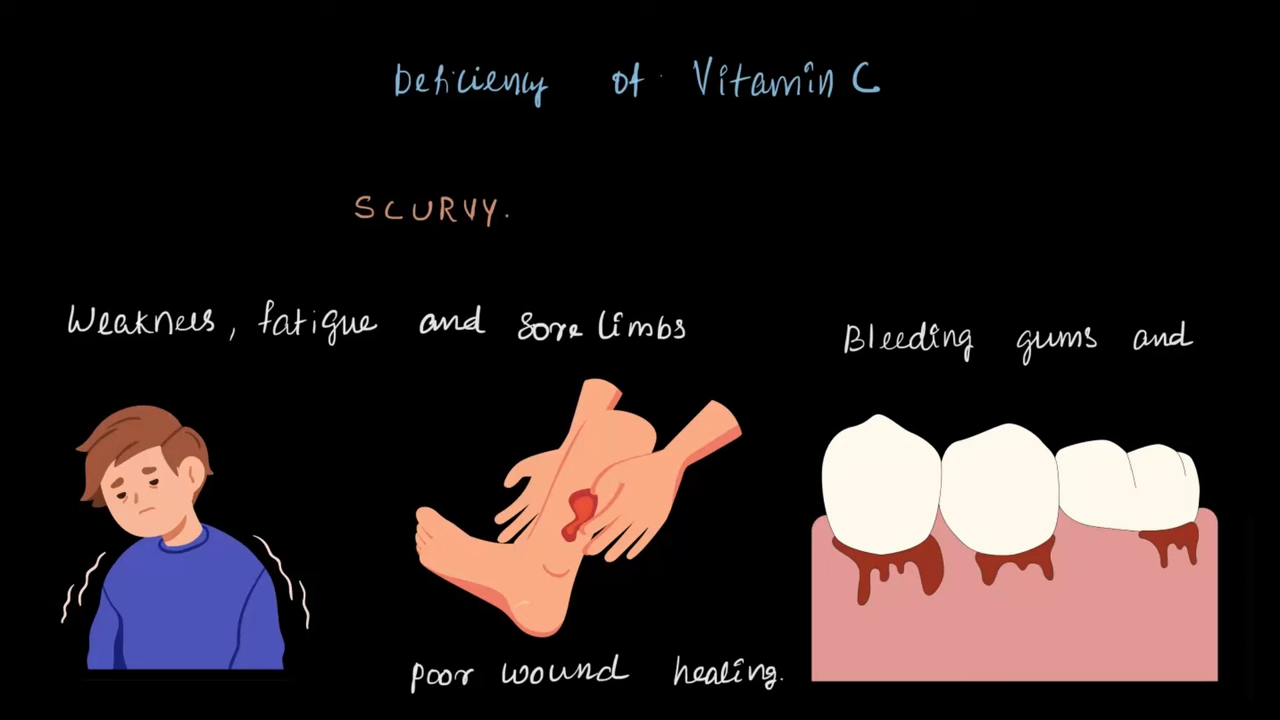 Deficiency of Vitamin C
SCURVY.
Weakness, fatigue and sore limbs
Bleeding gums and
poor wound healing.